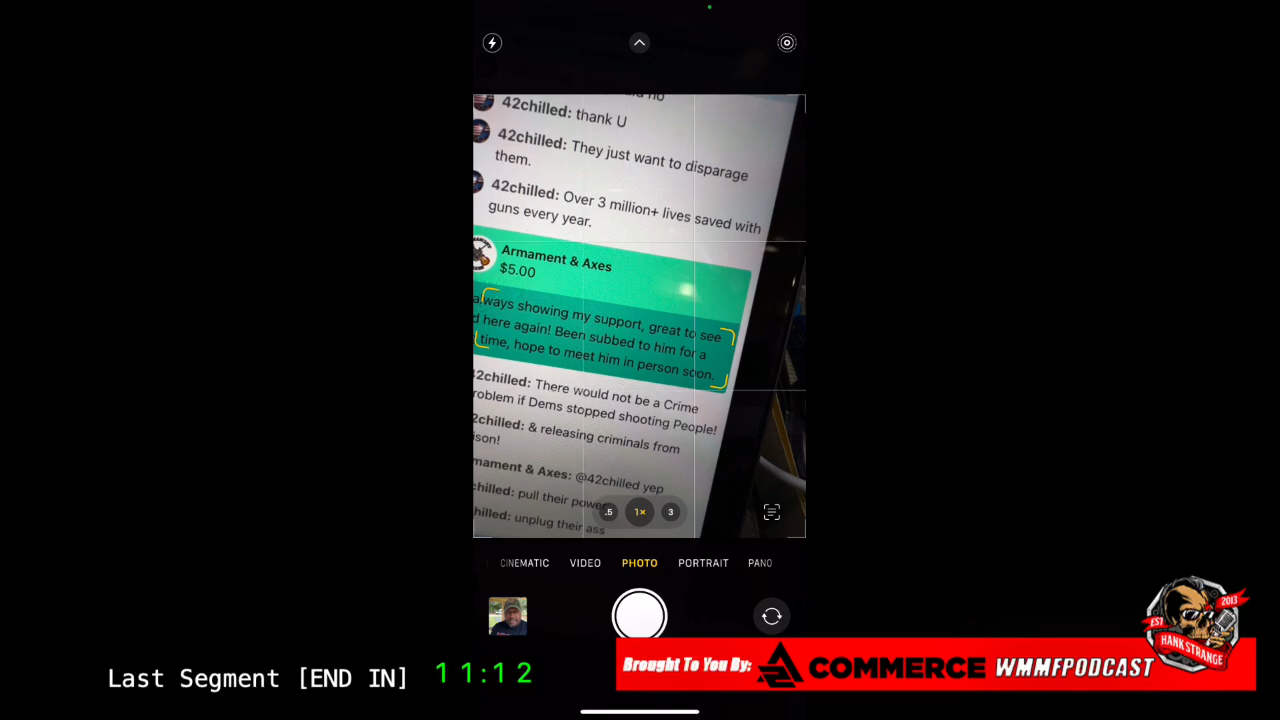 42chilled: thank U
42chilled: They just want to disparage
them.
42chilled: Over 3 million+ lives saved with
guns every year.
Armament & Axes
$5.00
always showing my support, great to see
here again! Been subbed to him for a
time, hope to meet him in person soon.
2chilled: There would not be a Crime
roblem if Dems stopped shooting People!
2chilled: & releasing criminals from
ison!
mament & Axes: @42chilled yep
hilled: pull their power
hilled: unplug their ass
.5 1× 3
CINEMATIC VIDEO PHOTO PORTRAIT PANO
Last Segment [END IN] 11:12
Brought To You By: COMMERCE WMMFPODCAST
EST 2013
HANK STRANGE